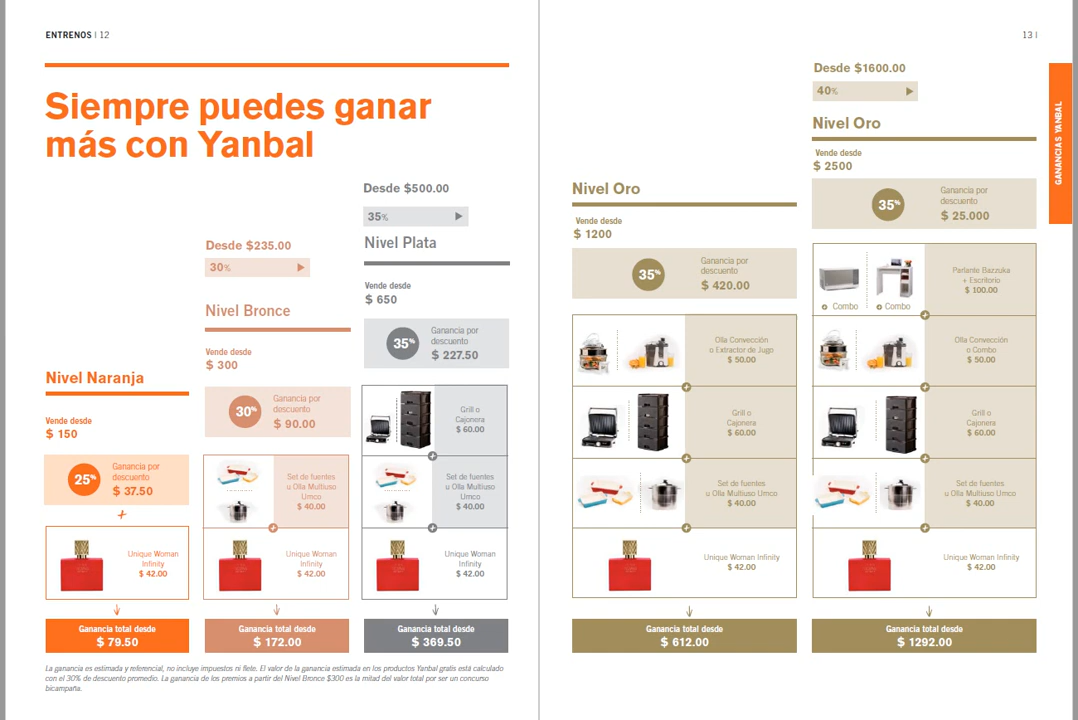 ENTRENOS | 12
Siempre puedes ganar
más con Yanbal
Nivel Naranja
Vende desde
$ 150
25%
Ganancia por
descuento
$ 37.50
+
Unique Woman
Infinity
$ 42.00
Ganancia total desde
$ 79.50
Desde $235.00
30%
Nivel Bronce
Vende desde
$ 300
30%
Ganancia por
descuento
$ 90.00
Set de fuentes
u Olla Multiuso
Umco
$ 40.00
+
Unique Woman
Infinity
$ 42.00
Ganancia total desde
$ 172.00
Desde $500.00
35%
Nivel Plata
Vende desde
$ 650
35%
Ganancia por
descuento
$ 227.50
Grill o
Cajonera
$ 60.00
+
Set de fuentes
u Olla Multiuso
Umco
$ 40.00
+
Unique Woman
Infinity
$ 42.00
Ganancia total desde
$ 369.50
La ganancia es estimada y referencial, no incluye impuestos ni flete. El valor de la ganancia estimada en los productos Yanbal gratis está calculado
con el 30% de descuento promedio. La ganancia de los premios a partir del Nivel Bronce $300 es la mitad del valor total por ser un concurso
bicampaña.
13 |
Nivel Oro
Vende desde
$ 1200
35%
Ganancia por
descuento
$ 420.00
Olla Convección
o Extractor de Jugo
$ 50.00
+
Grill o
Cajonera
$ 60.00
+
Set de fuentes
u Olla Multiuso Umco
$ 40.00
+
Unique Woman Infinity
$ 42.00
Ganancia total desde
$ 612.00
Desde $1600.00
40%
Nivel Oro
Vende desde
$ 2500
35%
Ganancia por
descuento
$ 25.000
+ Combo
+ Combo
Parlante Bazzuka
+ Escritorio
$ 100.00
+
Olla Convección
o Combo
$ 50.00
+
Grill o
Cajonera
$ 60.00
+
Set de fuentes
u Olla Multiuso Umco
$ 40.00
+
Unique Woman Infinity
$ 42.00
Ganancia total desde
$ 1292.00
GANANCIAS YANBAL